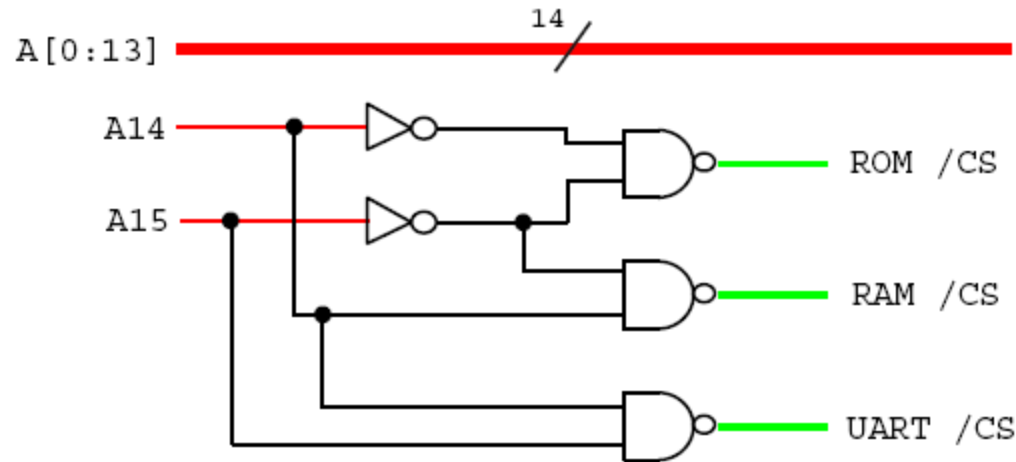 14
A[0:13]
A14
ROM /CS
A15
RAM /CS
UART /CS